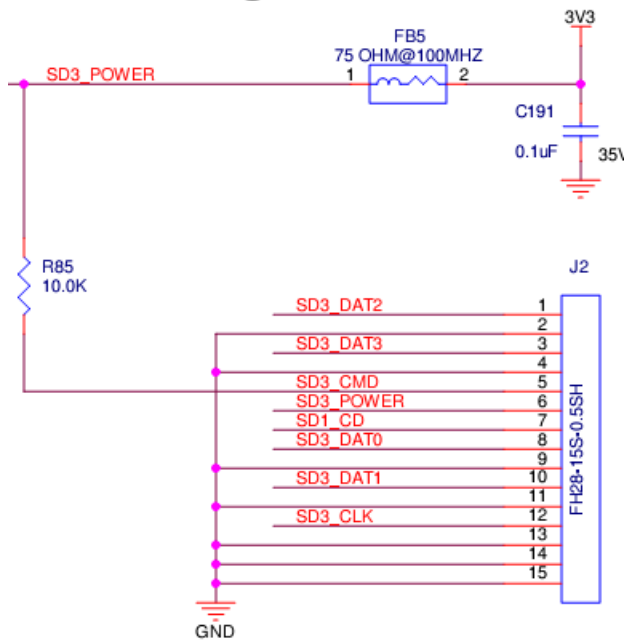 FB5
3V3
75 OHM@100MHZ
SD3_POWER
1
2
C191
0.1uF
35V
R85
10.0K
J2
SD3_DAT2 1
2
SD3_DAT3 3
4
SD3_CMD 5
SD3_POWER 6
SD1_CD 7
SD3_DAT0 8
9
SD3_DAT1 10
11
SD3_CLK 12
13
14
15
FH28-15S-0.5SH
GND